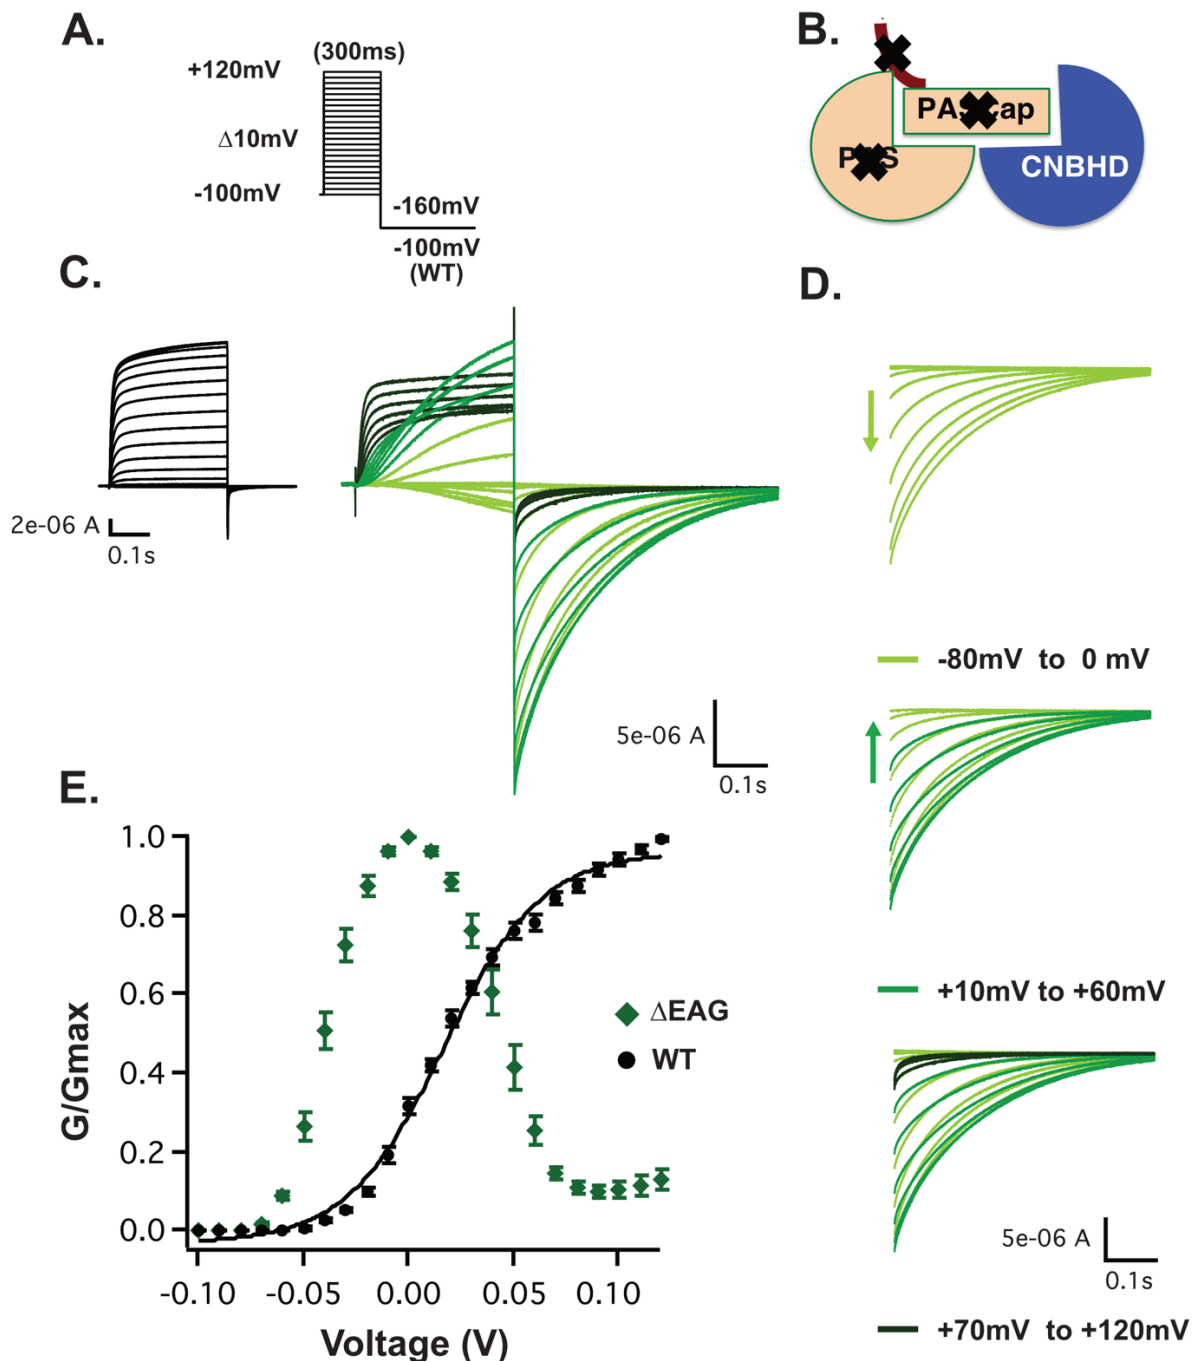 A.
(300ms)
+120mV
Δ10mV
-100mV
-160mV
-100mV
(WT)
B.
CNBHD
C.
2e-06 A
0.1s
5e-06 A
0.1s
D.
-80mV to 0 mV
+10mV to +60mV
5e-06 A
0.1s
+70mV to +120mV
E.
1.0
0.8
0.6
0.4
0.2
0.0
G/Gmax
ΔEAG
WT
-0.10
-0.05
0.00
0.05
0.10
Voltage (V)